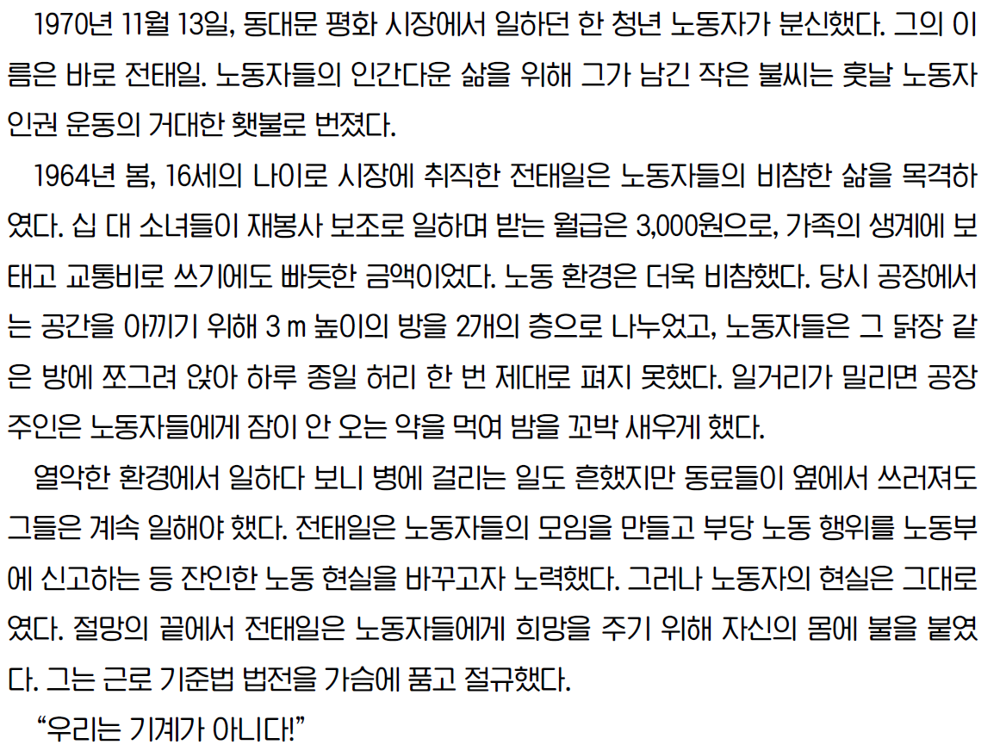 1970년 11월 13일, 동대문 평화 시장에서 일하던 한 청년 노동자가 분신했다. 그의 이
름은 바로 전태일. 노동자들의 인간다운 삶을 위해 그가 남긴 작은 불씨는 훗날 노동자
인권 운동의 거대한 횃불로 번졌다.
1964년 봄, 16세의 나이로 시장에 취직한 전태일은 노동자들의 비참한 삶을 목격하
였다. 십 대 소녀들이 재봉사 보조로 일하며 받는 월급은 3,000원으로, 가족의 생계에 보
태고 교통비로 쓰기에도 빠듯한 금액이었다. 노동 환경은 더욱 비참했다. 당시 공장에서
는 공간을 아끼기 위해 3 m 높이의 방을 2개의 층으로 나누었고, 노동자들은 그 닭장 같
은 방에 쪼그려 앉아 하루 종일 허리 한 번 제대로 펴지 못했다. 일거리가 밀리면 공장
주인은 노동자들에게 잠이 안 오는 약을 먹여 밤을 꼬박 새우게 했다.
열악한 환경에서 일하다 보니 병에 걸리는 일도 흔했지만 동료들이 옆에서 쓰러져도
그들은 계속 일해야 했다. 전태일은 노동자들의 모임을 만들고 부당 노동 행위를 노동부
에 신고하는 등 잔인한 노동 현실을 바꾸고자 노력했다. 그러나 노동자의 현실은 그대로
였다. 절망의 끝에서 전태일은 노동자들에게 희망을 주기 위해 자신의 몸에 불을 붙였
다. 그는 근로 기준법 법전을 가슴에 품고 절규했다.
“우리는 기계가 아니다!”